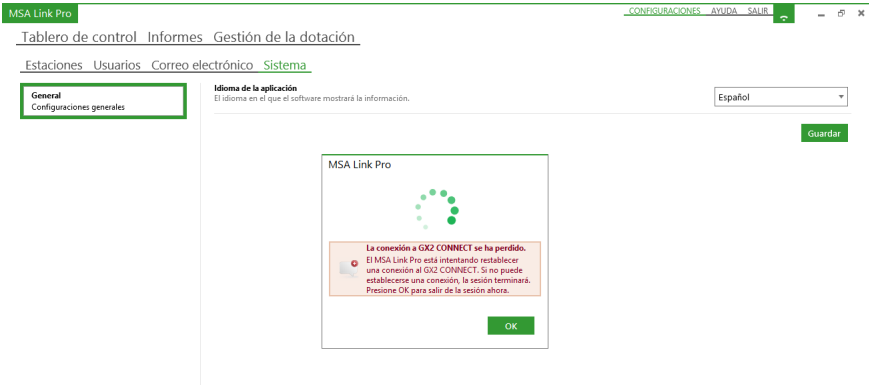 MSA Link Pro
CONFIGURACIONES AYUDA SALIR
Tablero de control Informes Gestión de la dotación
Estaciones Usuarios Correo electrónico Sistema
General
Configuraciones generales
Idioma de la aplicación
El idioma en el que el software mostrará la información.
Español
Guardar
MSA Link Pro
La conexión a GX2 CONNECT se ha perdido.
El MSA Link Pro está intentando restablecer
una conexión al GX2 CONNECT. Si no puede
establecerse una conexión, la sesión terminará.
Presione OK para salir de la sesión ahora.
OK